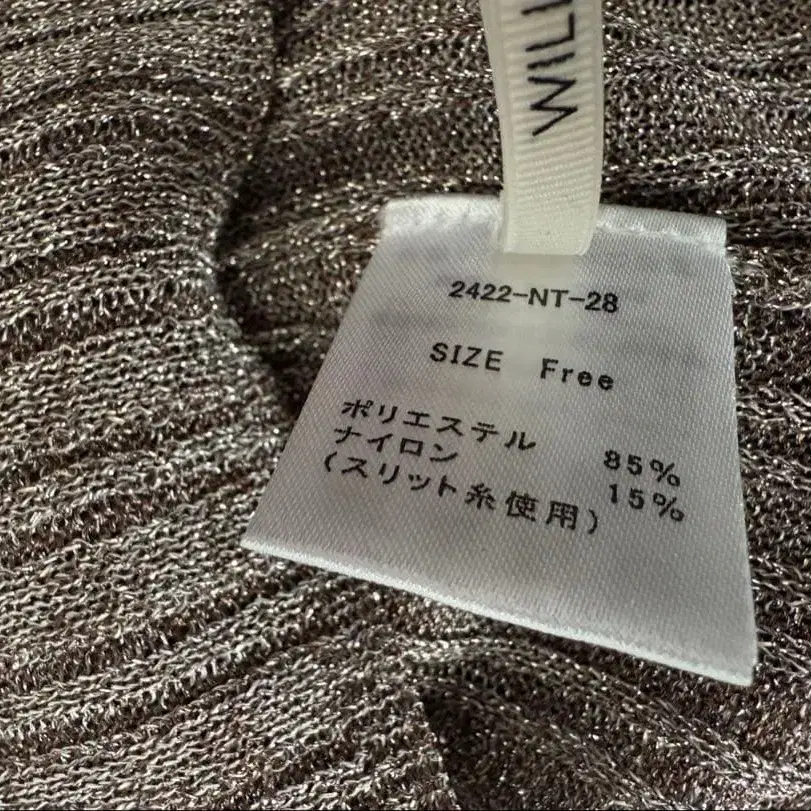 WILL
2422-NT-28
SIZE Free
ポリエステル 85%
ナイロン 15%
(スリット糸使用)